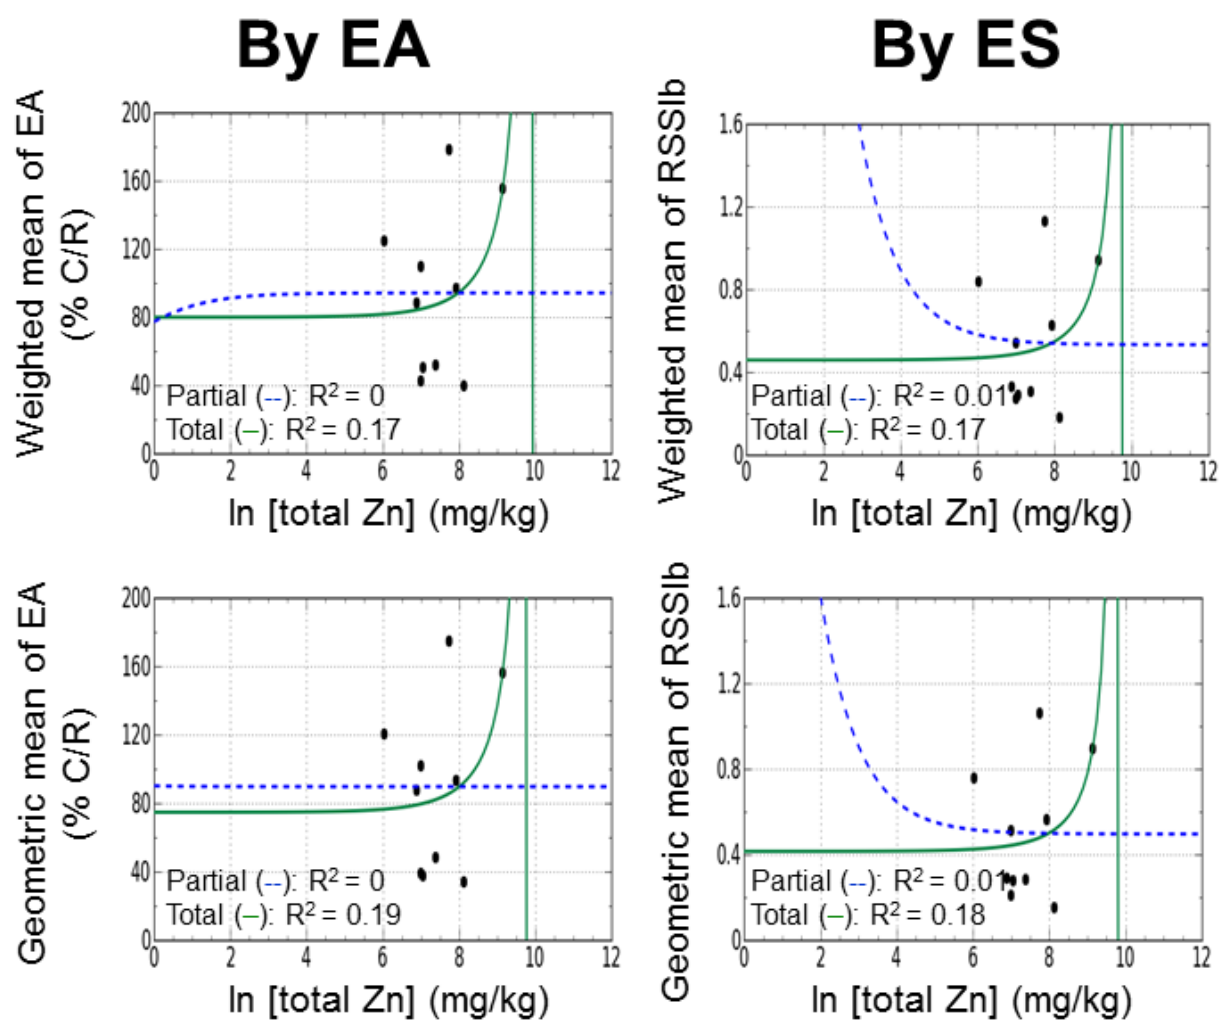 By EA
By ES
Weighted mean of EA
(% C/R)
200
160
120
80
40
0
Partial (--): R² = 0
Total (–): R² = 0.17
0 2 4 6 8 10 12
ln [total Zn] (mg/kg)
Weighted mean of RSSIb
1.6
1.2
0.8
0.4
0
Partial (--): R² = 0.01
Total (–): R² = 0.17
0 2 4 6 8 10 12
ln [total Zn] (mg/kg)
Geometric mean of EA
(% C/R)
200
160
120
80
40
0
Partial (--): R² = 0
Total (–): R² = 0.19
0 2 4 6 8 10 12
ln [total Zn] (mg/kg)
Geometric mean of RSSIb
1.6
1.2
0.8
0.4
0
Partial (--): R² = 0.01
Total (–): R² = 0.18
0 2 4 6 8 10 12
ln [total Zn] (mg/kg)